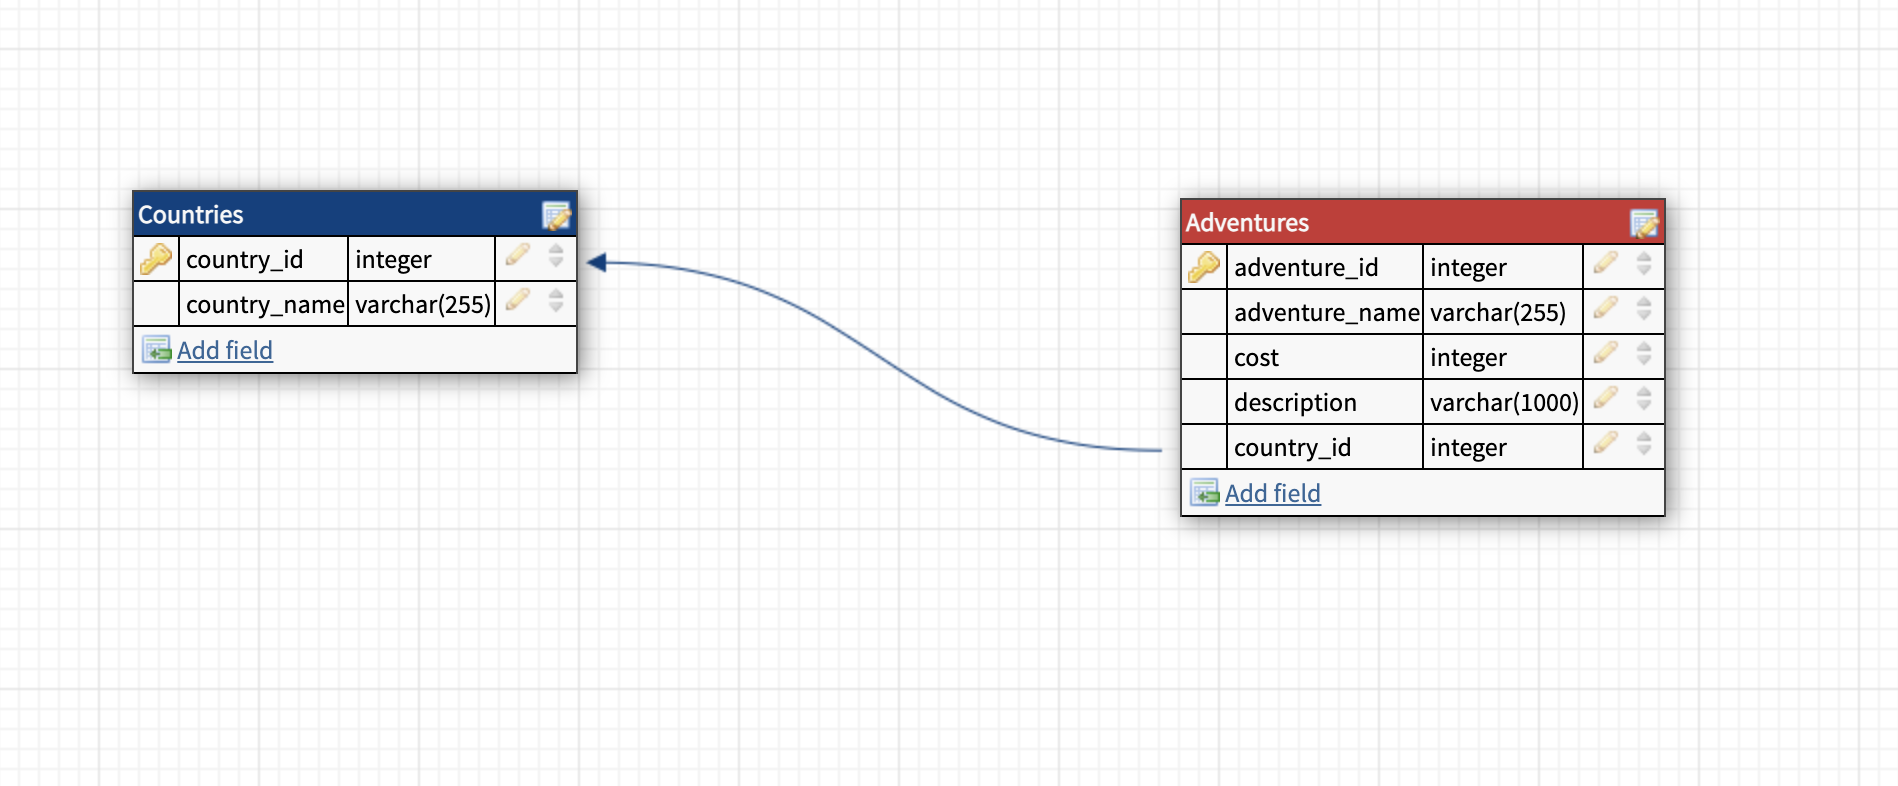 Countries
country_id integer
country_name varchar(255)
Add field
Adventures
adventure_id integer
adventure_name varchar(255)
cost integer
description varchar(1000)
country_id integer
Add field